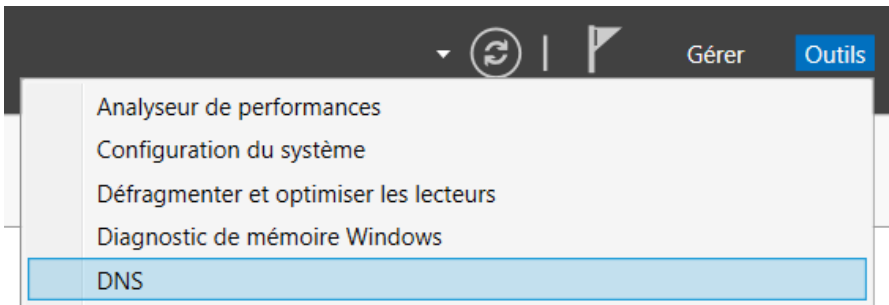 Gérer Outils
Analyseur de performances
Configuration du système
Défragmenter et optimiser les lecteurs
Diagnostic de mémoire Windows
DNS